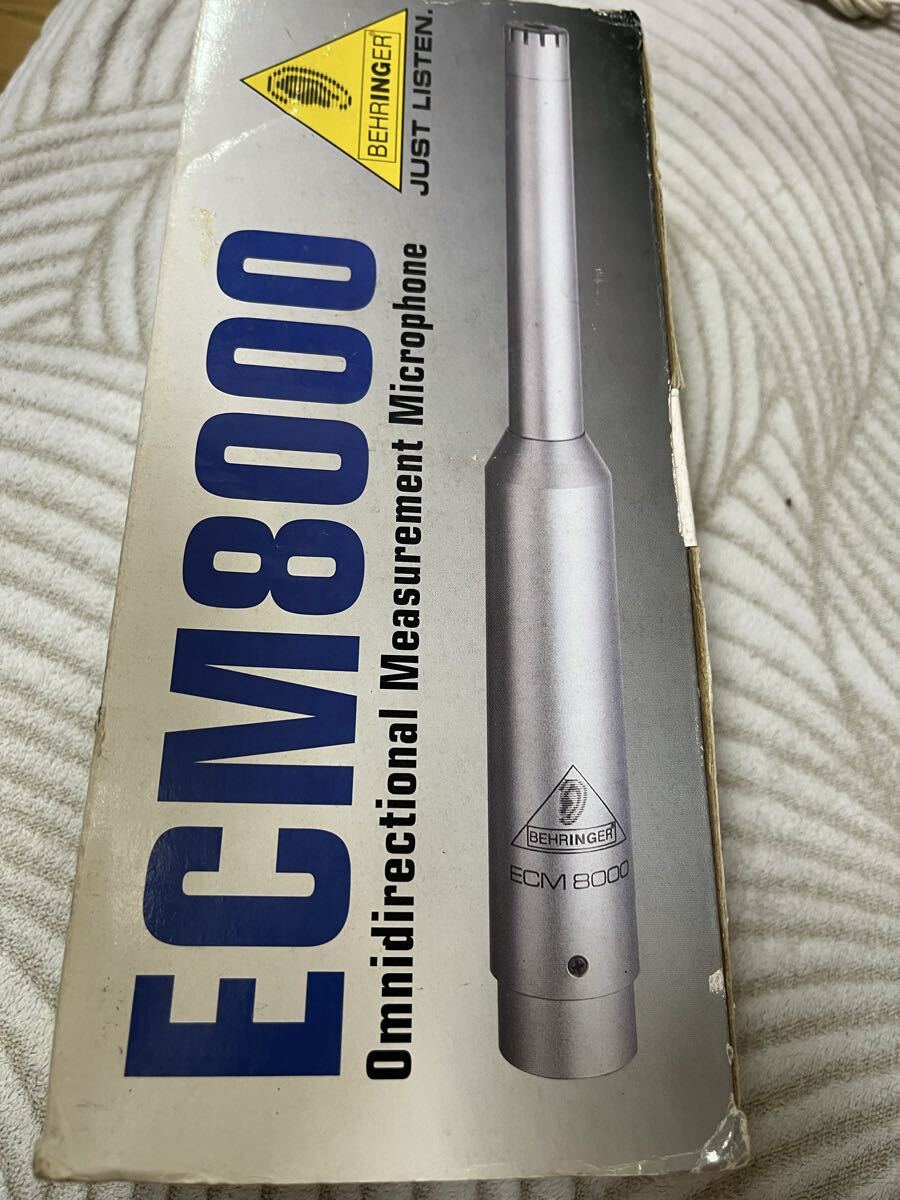 ECM8000
Omnidirectional Measurement Microphone
BEHRINGER
JUST LISTEN.
BEHRINGER
ECM 8000